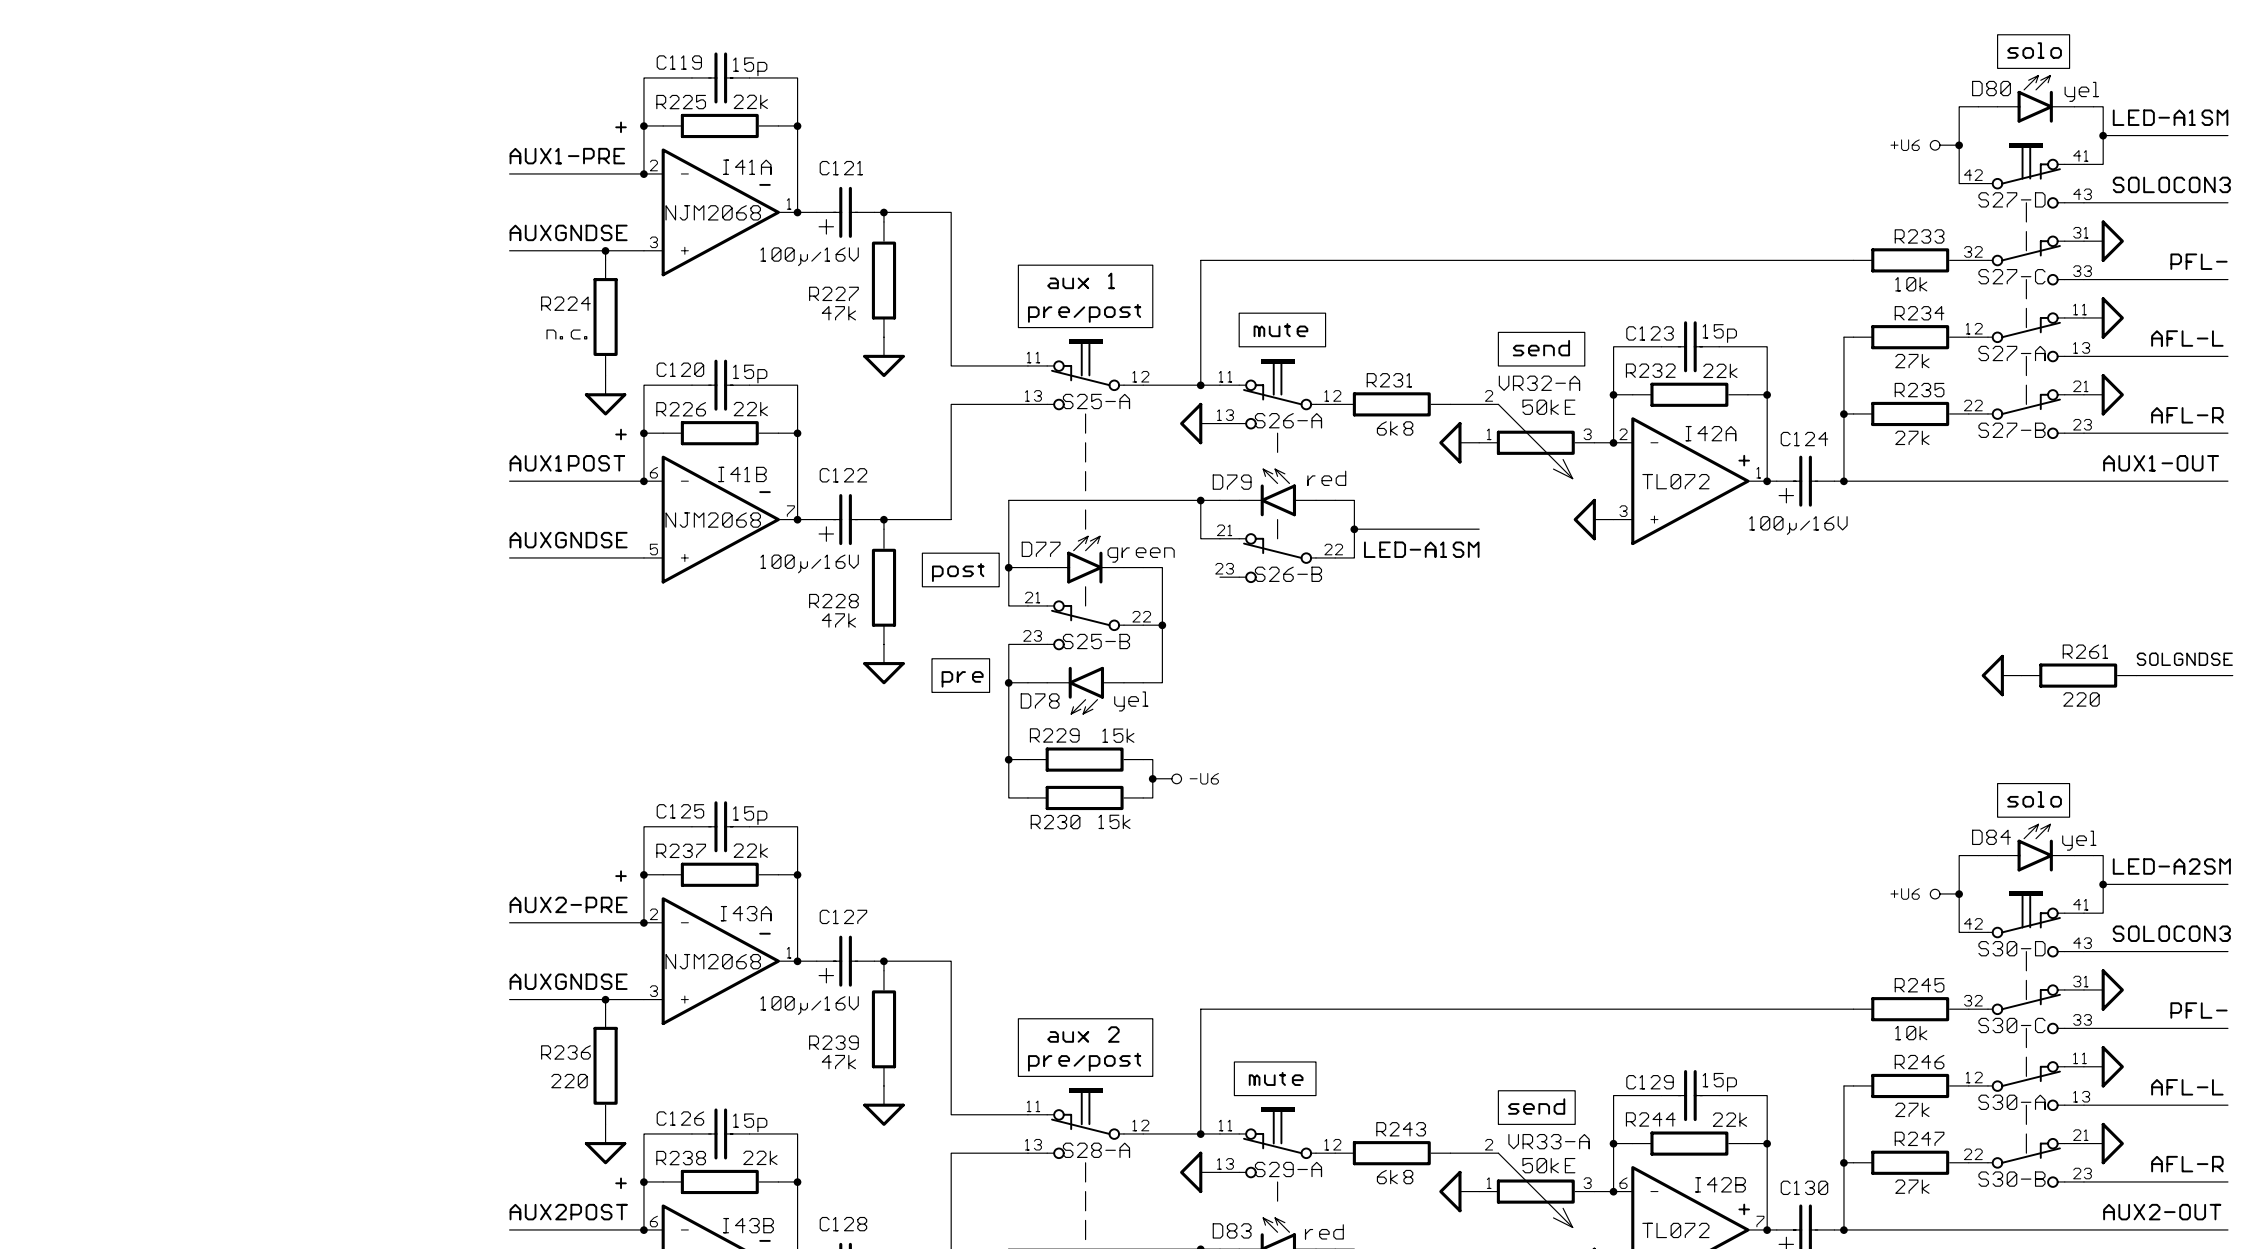 solo
C119 15p
D80 yel
R225 22k
LED-A1SM
+
+U6
AUX1-PRE
2
-
I41A
-
C121
41
42
SOLOCON3
NJM2068
1
S27-D
43
+
AUXGNDSE
3
+
100µ/16V
R233
32
31
PFL-
S27-C
33
10k
R224
n.c.
R227
47k
aux 1
pre/post
mute
R234
12
11
AFL-L
S27-A
13
27k
C123 15p
send
11
12
S25-A
13
C120 15p
R226 22k
11
12
13
S26-A
R231
6k8
2
VR32-A
50kE
R232 22k
R235
22
21
AFL-R
S27-B
23
27k
+
1
3
2
-
I42A
+
C124
AUX1POST
6
-
I41B
-
C122
AUX1-OUT
TL072
1
+
100µ/16V
3
+
D79 red
NJM2068
7
+
21
22
LED-A1SM
23
S26-B
AUXGNDSE
5
+
100µ/16V
D77 green
post
R228
47k
21
22
23
S25-B
pre
D78 yel
R261
SOLGNDSE
220
R229 15k
-U6
R230 15k
solo
C125 15p
D84 yel
R237 22k
LED-A2SM
+
+U6
AUX2-PRE
2
-
I43A
-
C127
41
42
SOLOCON3
NJM2068
1
S30-D
43
+
AUXGNDSE
3
+
100µ/16V
R245
32
31
PFL-
S30-C
33
10k
R236
220
R239
47k
aux 2
pre/post
mute
R246
12
11
AFL-L
S30-A
13
27k
C129 15p
send
11
12
S28-A
13
C126 15p
R238 22k
11
12
13
S29-A
R243
6k8
2
VR33-A
50kE
R244 22k
R247
22
21
AFL-R
S30-B
23
27k
+
1
3
6
-
I42B
+
C130
AUX2POST
6
-
I43B
-
C128
AUX2-OUT
TL072
7
+
D83 red